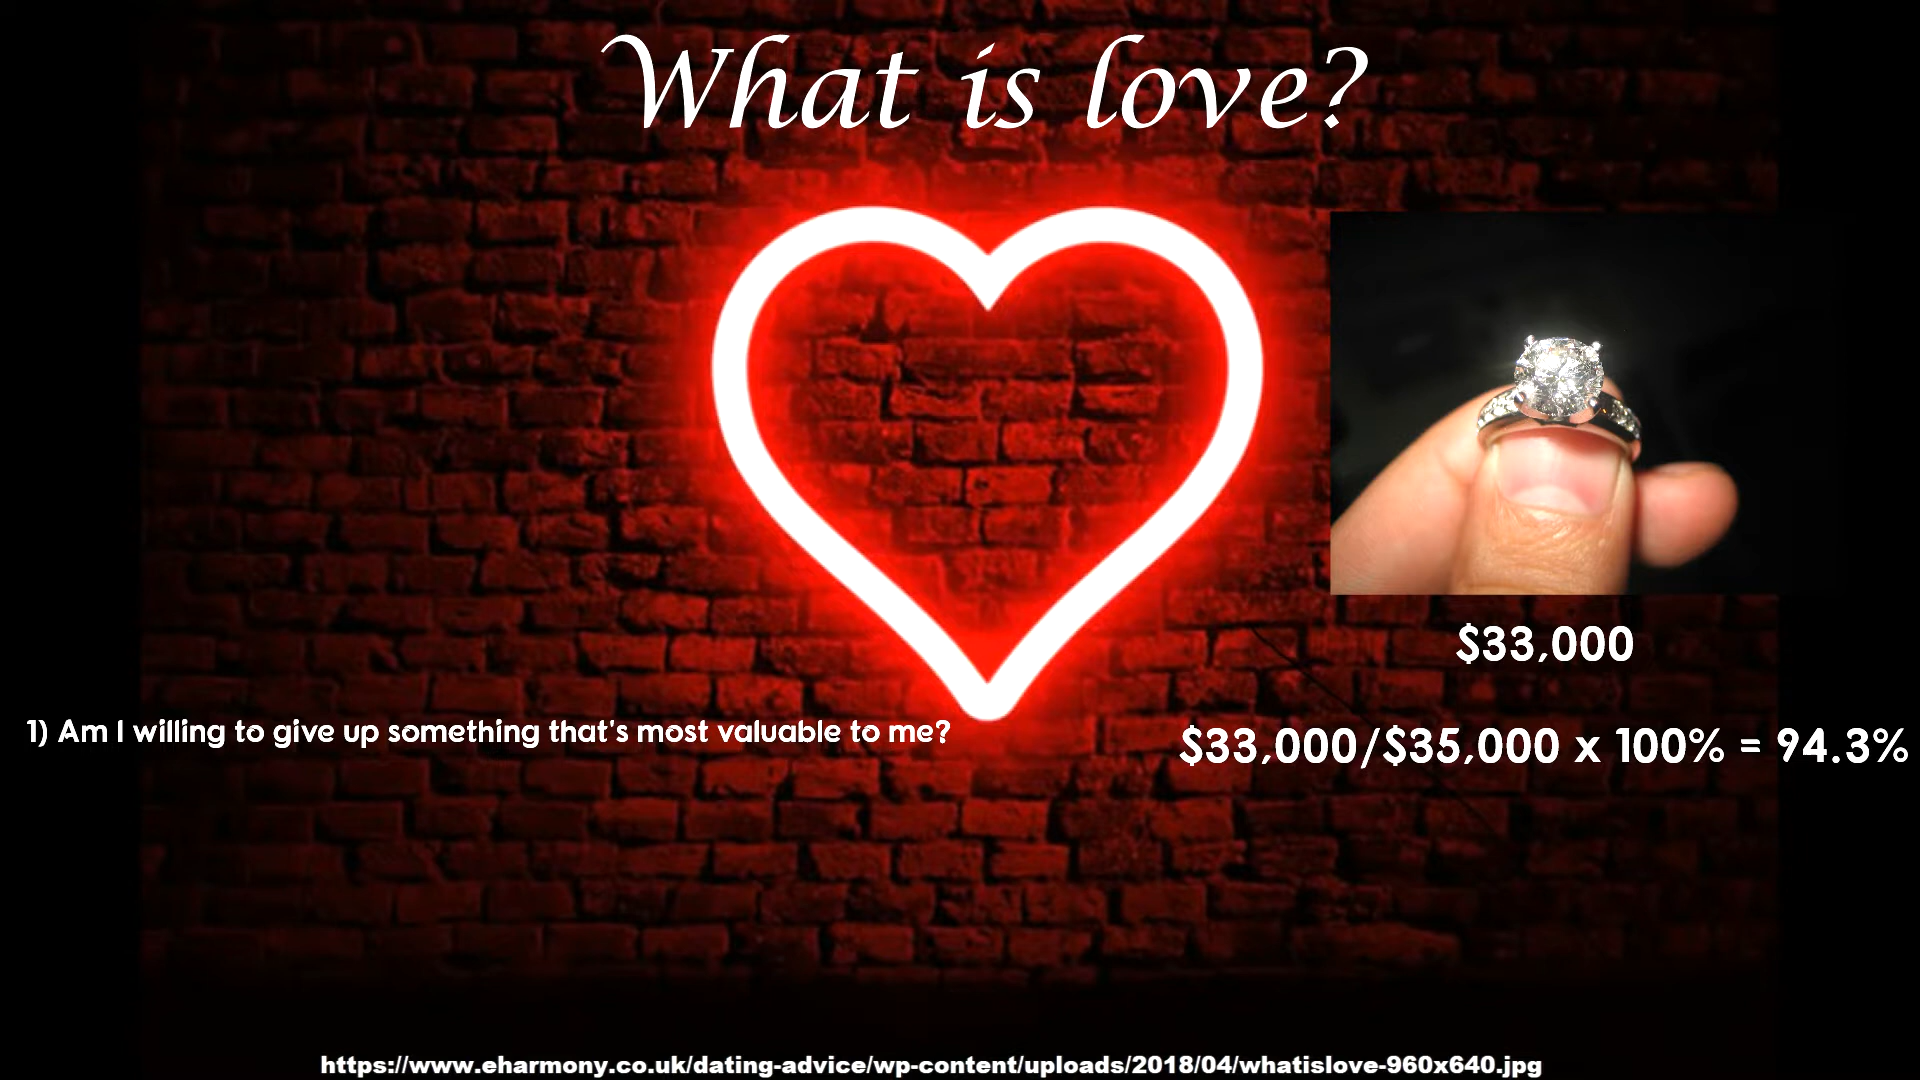 What is love?
$33,000
1) Am I willing to give up something that's most valuable to me?
$33,000/$35,000 x 100% = 94.3%
https://www.eharmony.co.uk/dating-advice/wp-content/uploads/2018/04/whatislove-960x640.jpg